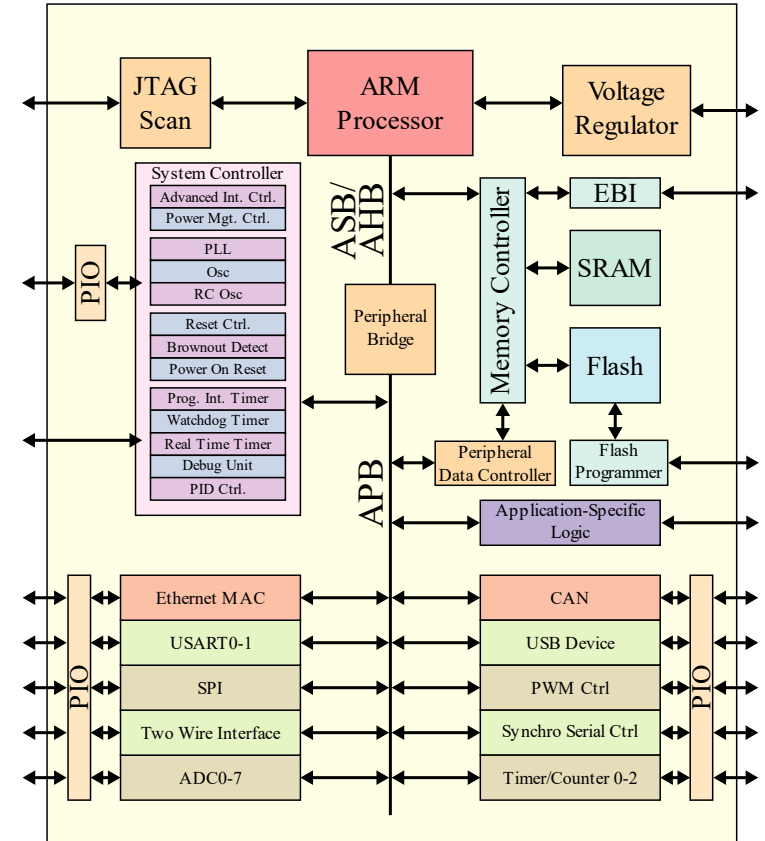 JTAG
Scan
ARM
Processor
Voltage
Regulator
System Controller
Advanced Int. Ctrl.
Power Mgt. Ctrl.
PLL
Osc
RC Osc
Reset Ctrl.
Brownout Detect
Power On Reset
Prog. Int. Timer
Watchdog Timer
Real Time Timer
Debug Unit
PID Ctrl.
PIO
ASB/
AHB
Peripheral
Bridge
APB
Memory Controller
EBI
SRAM
Flash
Peripheral
Data Controller
Flash
Programmer
Application-Specific
Logic
PIO
Ethernet MAC
USART0-1
SPI
Two Wire Interface
ADC0-7
CAN
USB Device
PWM Ctrl
Synchro Serial Ctrl
Timer/Counter 0-2
PIO